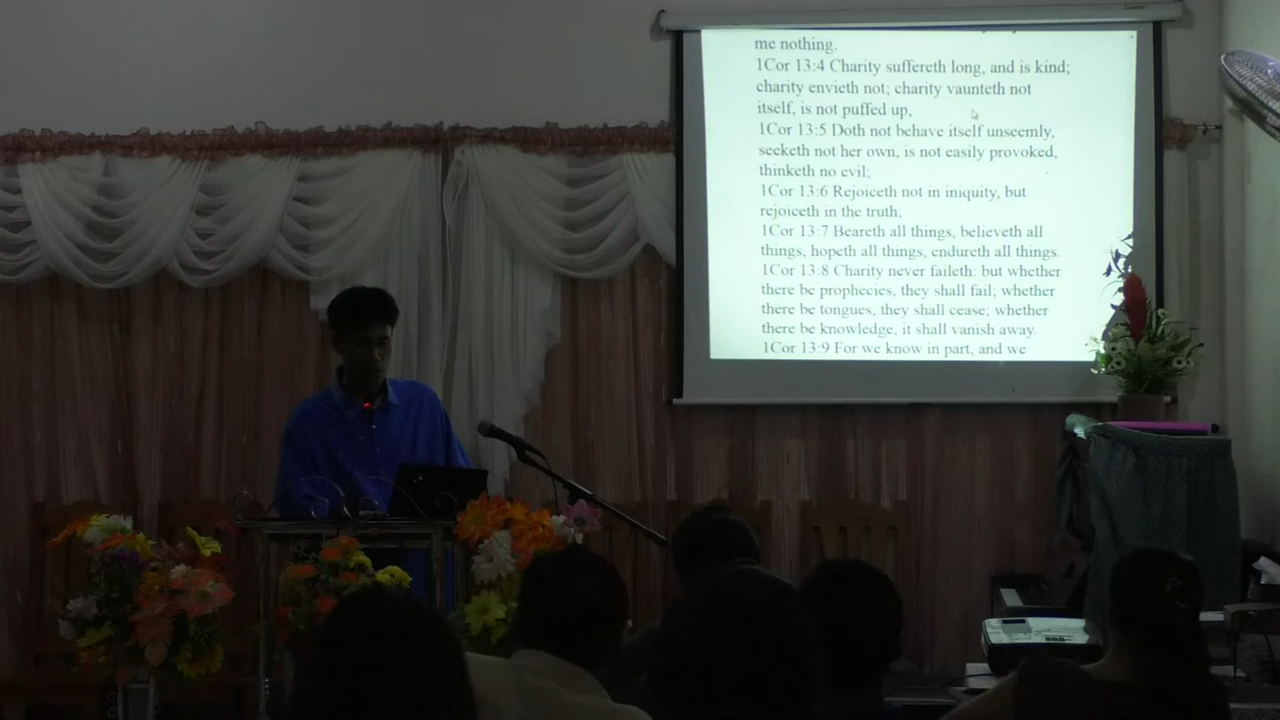 me nothing.
1Cor 13:4 Charity suffereth long, and is kind;
charity envieth not; charity vaunteth not
itself, is not puffed up,
1Cor 13:5 Doth not behave itself unseemly,
seeketh not her own, is not easily provoked,
thinketh no evil;
1Cor 13:6 Rejoiceth not in iniquity, but
rejoiceth in the truth;
1Cor 13:7 Beareth all things, believeth all
things, hopeth all things, endureth all things.
1Cor 13:8 Charity never faileth: but whether
there be prophecies, they shall fail; whether
there be tongues, they shall cease; whether
there be knowledge, it shall vanish away.
1Cor 13:9 For we know in part, and we